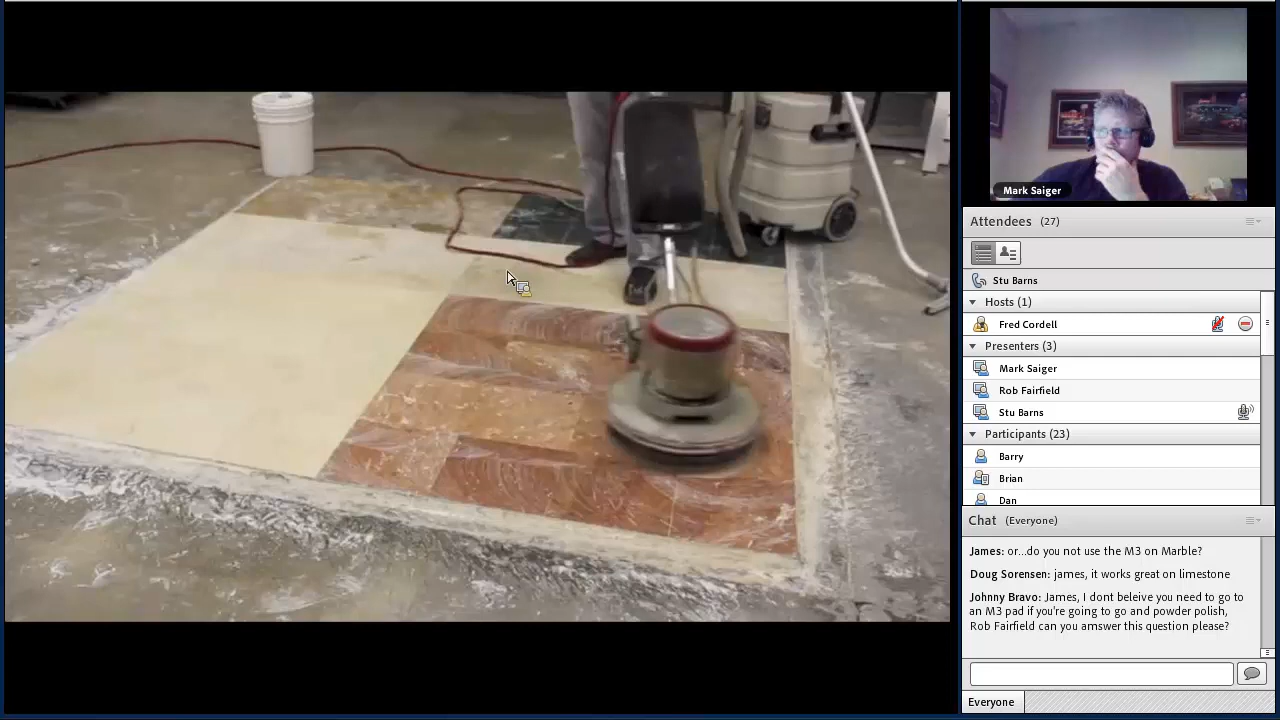 Mark Saiger
Attendees (27)
Stu Barns
Hosts (1)
Fred Cordell
Presenters (3)
Mark Saiger
Rob Fairfield
Stu Barns
Participants (23)
Barry
Brian
Dan
Chat (Everyone)
James: or...do you not use the M3 on Marble?
Doug Sorensen: james, it works great on limestone
Johnny Bravo: James, I dont beleive you need to go to
an M3 pad if you're going to go and powder polish,
Rob Fairfield can you amswer this question please?
Everyone